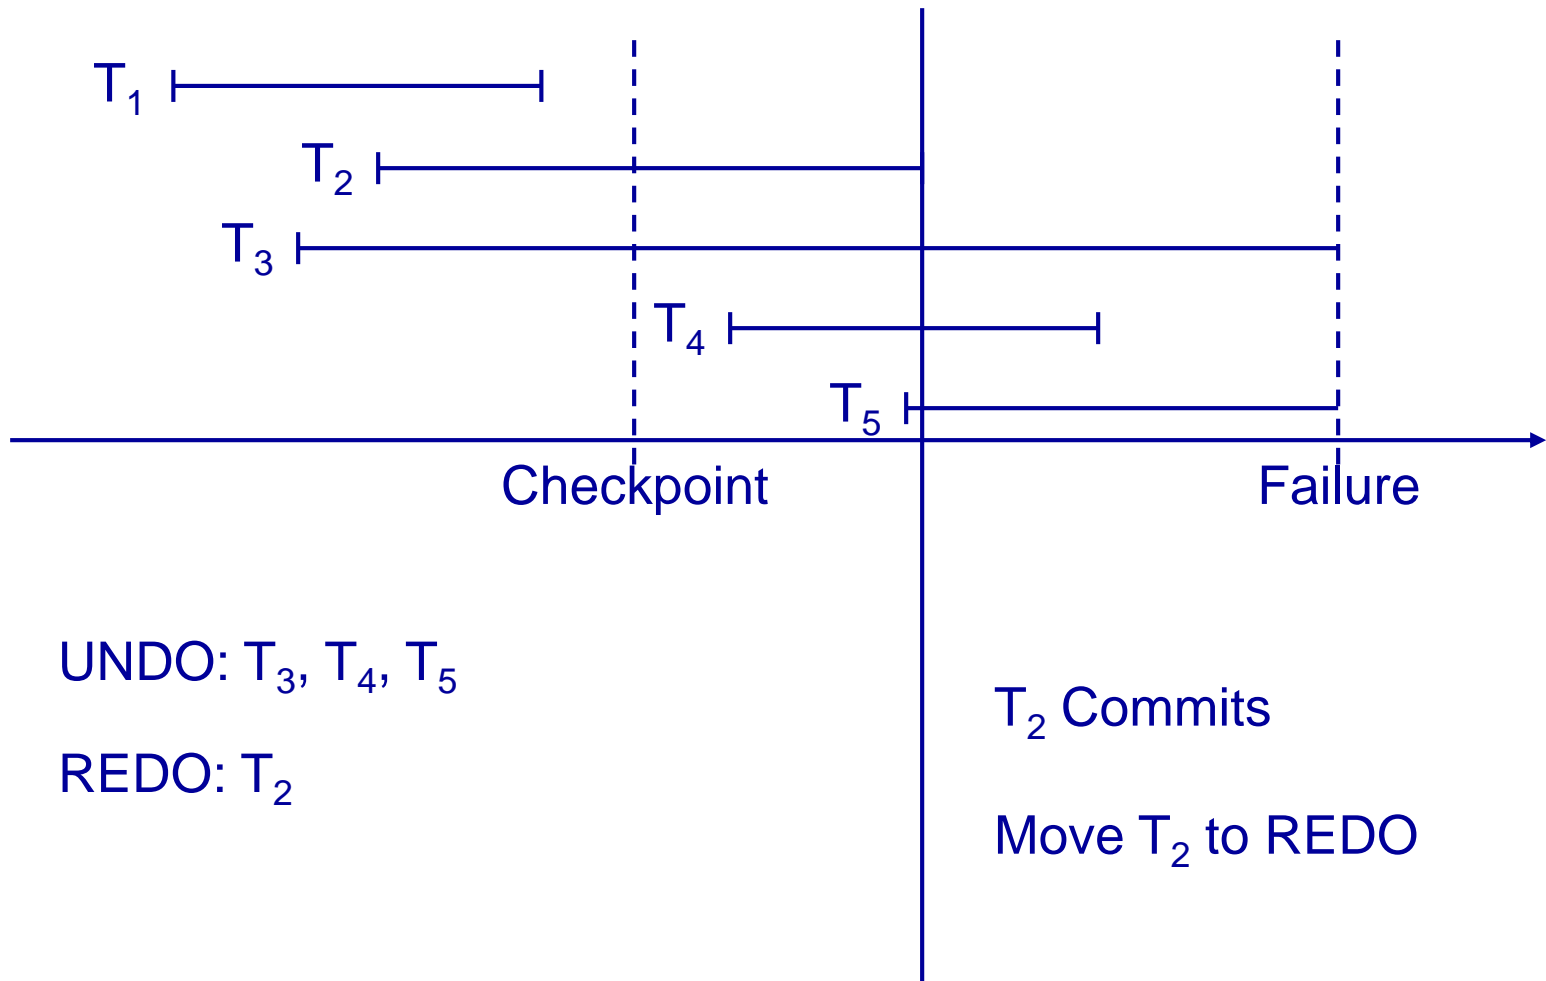 T₁
T₂
T₃
T₄
T₅
Checkpoint
Failure
UNDO: T₃, T₄, T₅
T₂ Commits
REDO: T₂
Move T₂ to REDO